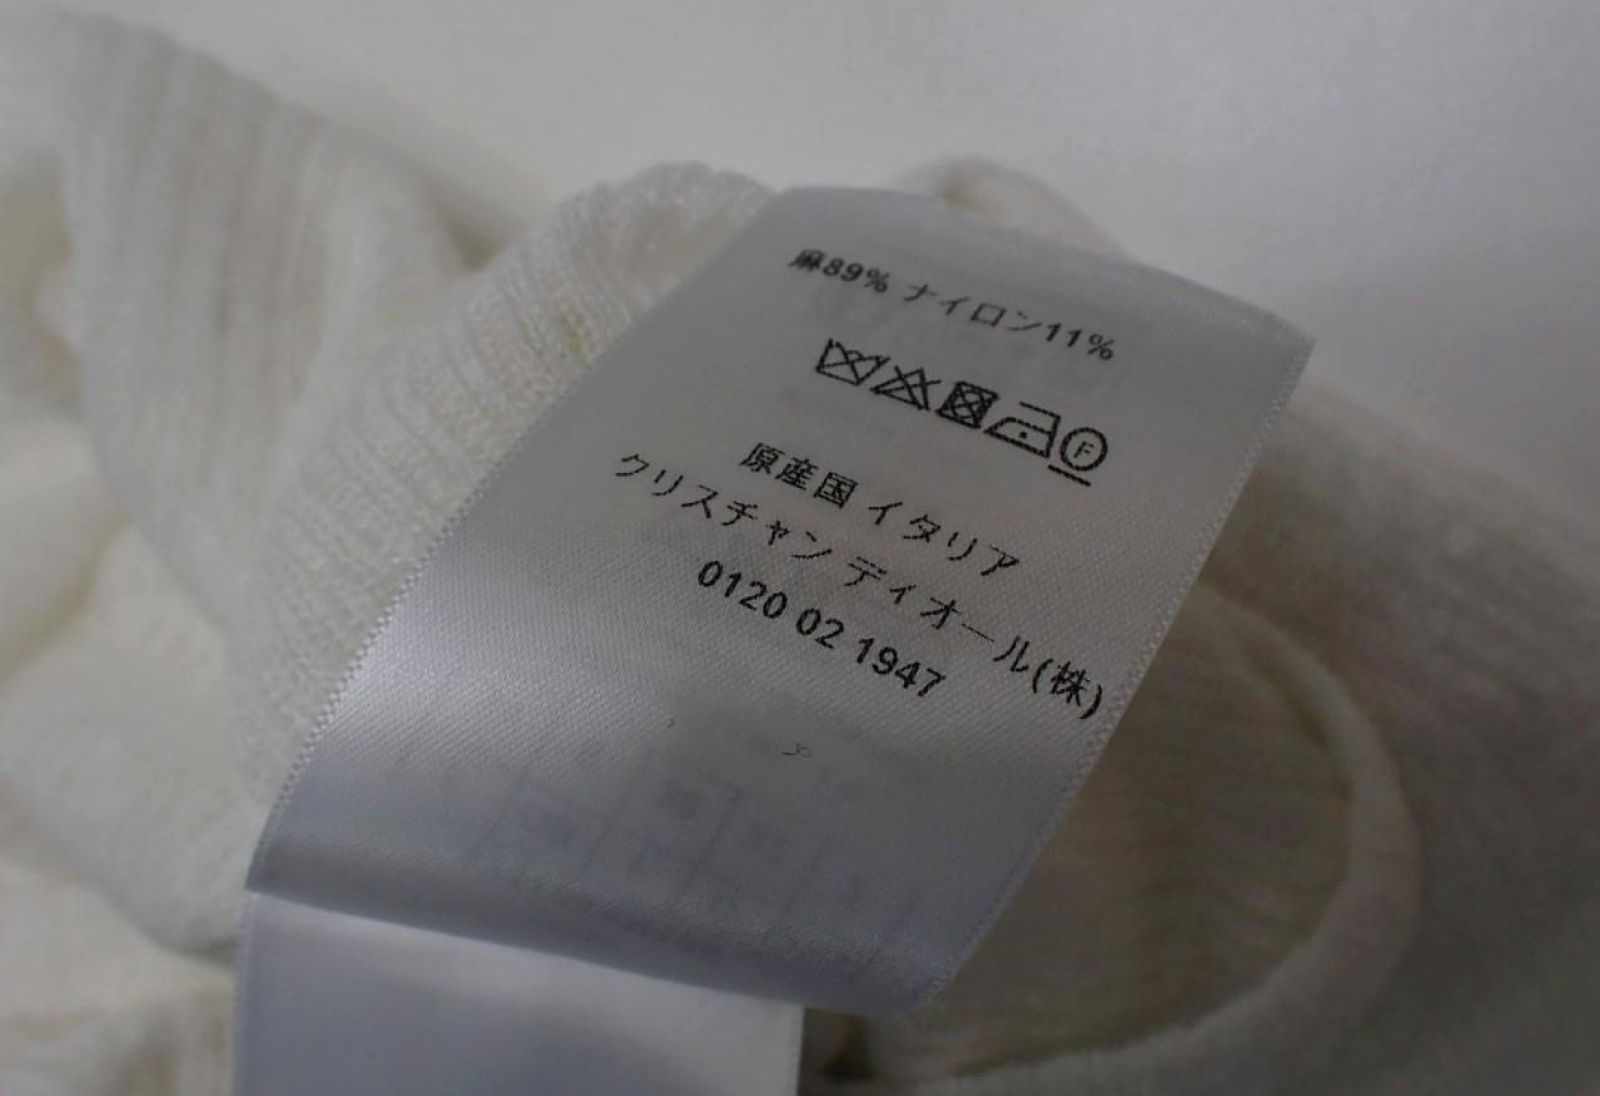 麻89% ナイロン11%
F
原産国 イタリア
クリスチャン ディオール(株)
0120 02 1947